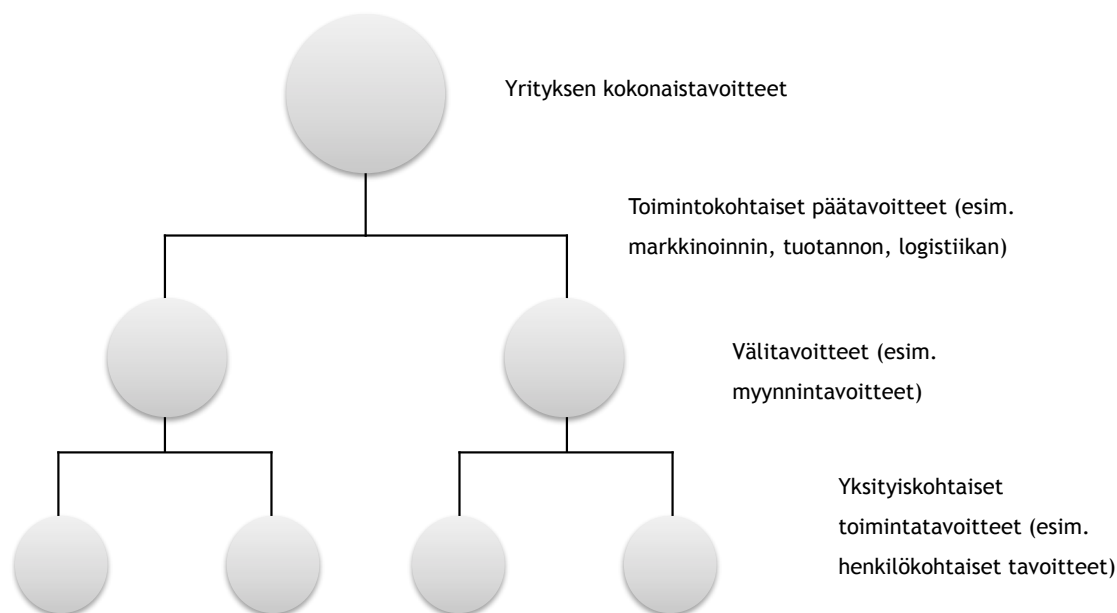 Yrityksen kokonaistavoitteet
Toimintokohtaiset päätavoitteet (esim.
markkinoinnin, tuotannon, logistiikan)
Välitavoitteet (esim.
myynnintavoitteet)
Yksityiskohtaiset
toimintatavoitteet (esim.
henkilökohtaiset tavoitteet)